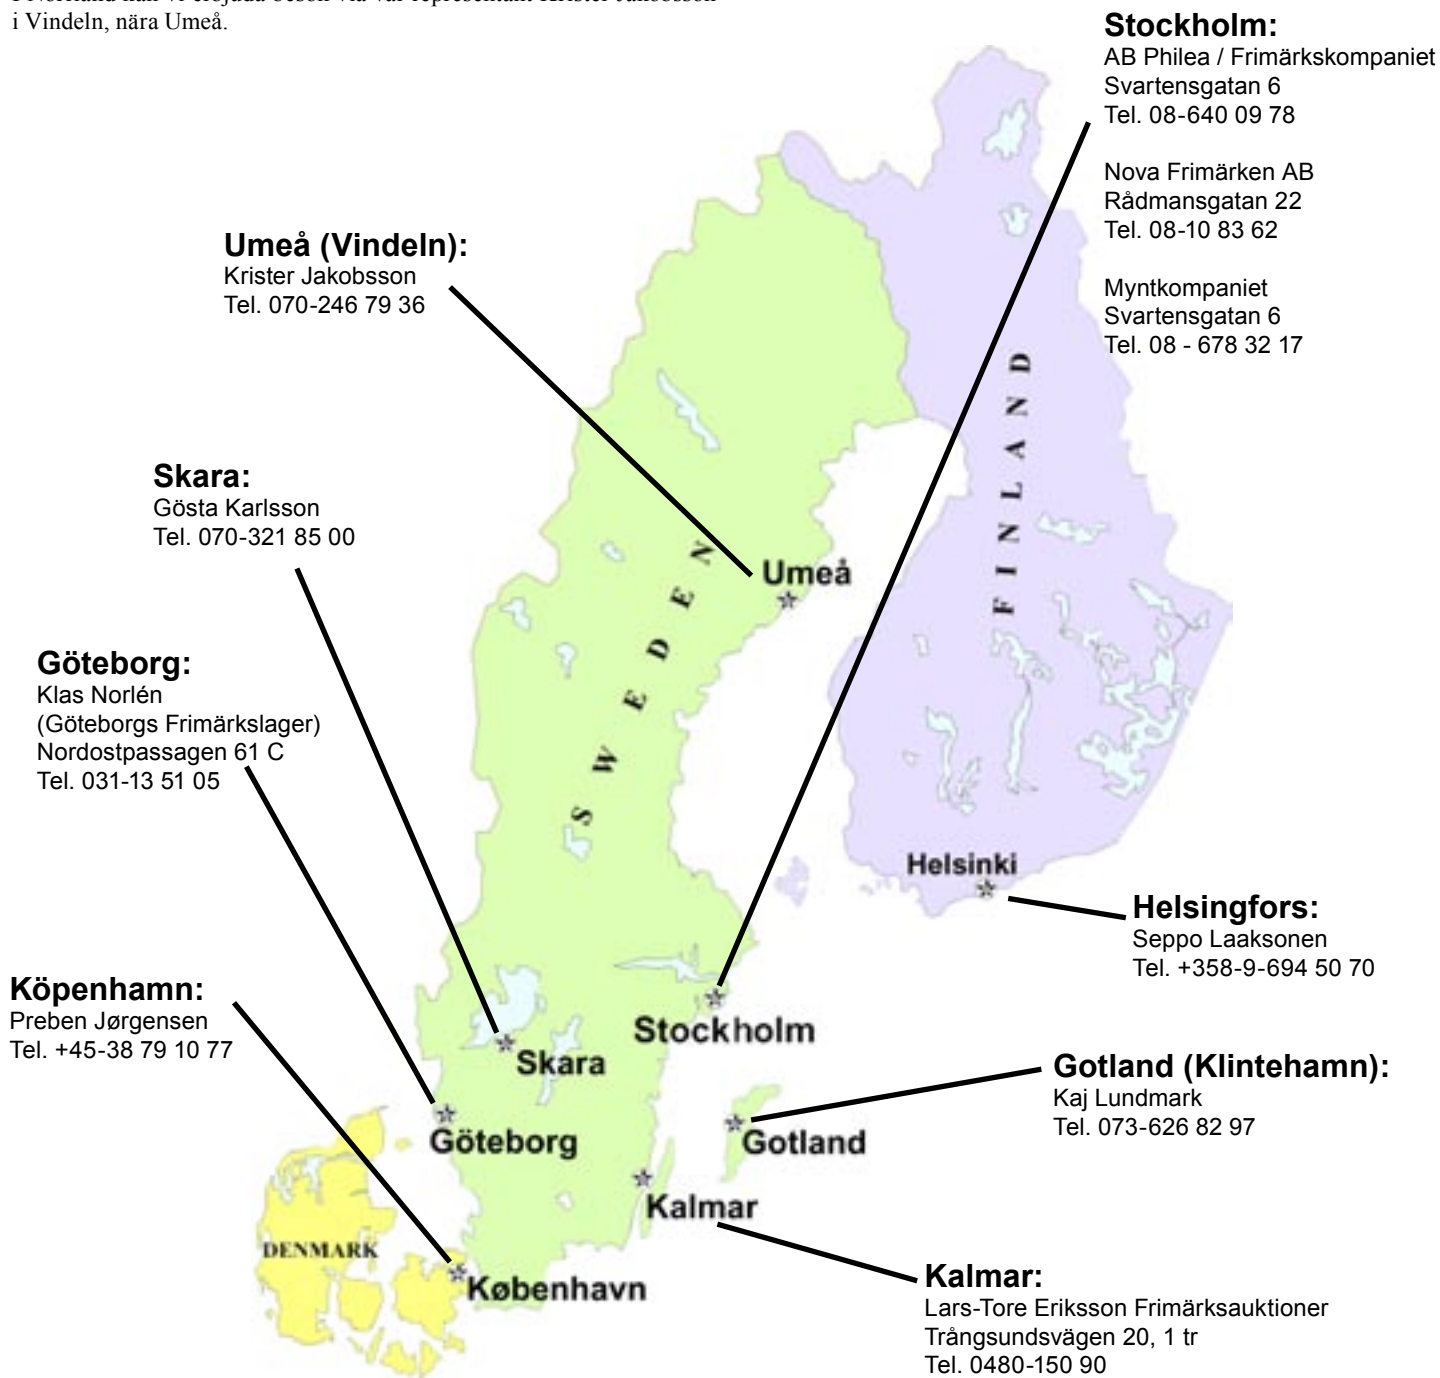 i Vindeln, nära Umeå.
Stockholm:
AB Philea / Frimärkskompaniet
Svartensgatan 6
Tel. 08-640 09 78
Nova Frimärken AB
Rådmansgatan 22
Tel. 08-10 83 62
Myntkompaniet
Svartensgatan 6
Tel. 08 - 678 32 17
Umeå (Vindeln):
Krister Jakobsson
Tel. 070-246 79 36
Skara:
Gösta Karlsson
Tel. 070-321 85 00
Göteborg:
Klas Norlén
(Göteborgs Frimärkslager)
Nordostpassagen 61 C
Tel. 031-13 51 05
Köpenhamn:
Preben Jørgensen
Tel. +45-38 79 10 77
Helsingfors:
Seppo Laaksonen
Tel. +358-9-694 50 70
Gotland (Klintehamn):
Kaj Lundmark
Tel. 073-626 82 97
Kalmar:
Lars-Tore Eriksson Frimärksauktioner
Trångsundsvägen 20, 1 tr
Tel. 0480-150 90
SWEDEN
FINLAND
DENMARK
Umeå
Helsinki
Stockholm
Skara
Göteborg
Gotland
Kalmar
København